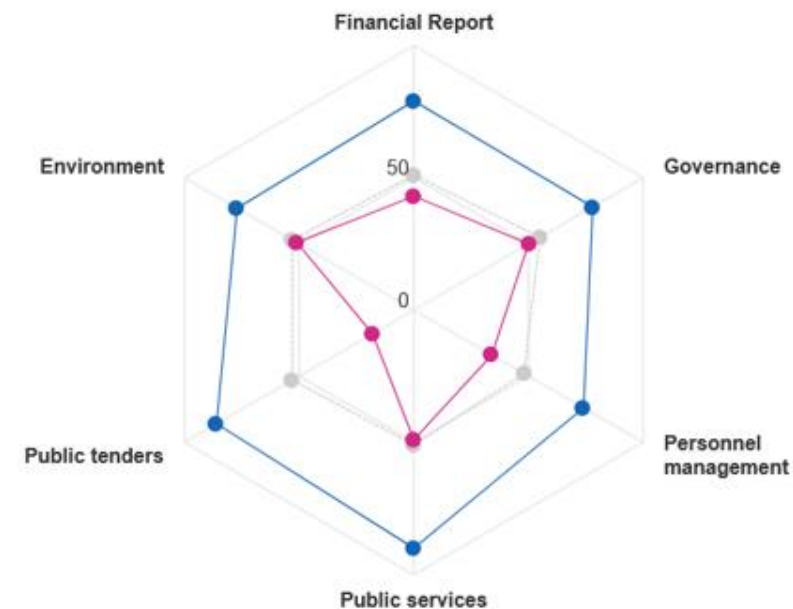 Financial Report
Environment
Governance
50
0
Public tenders
Personnel
management
Public services